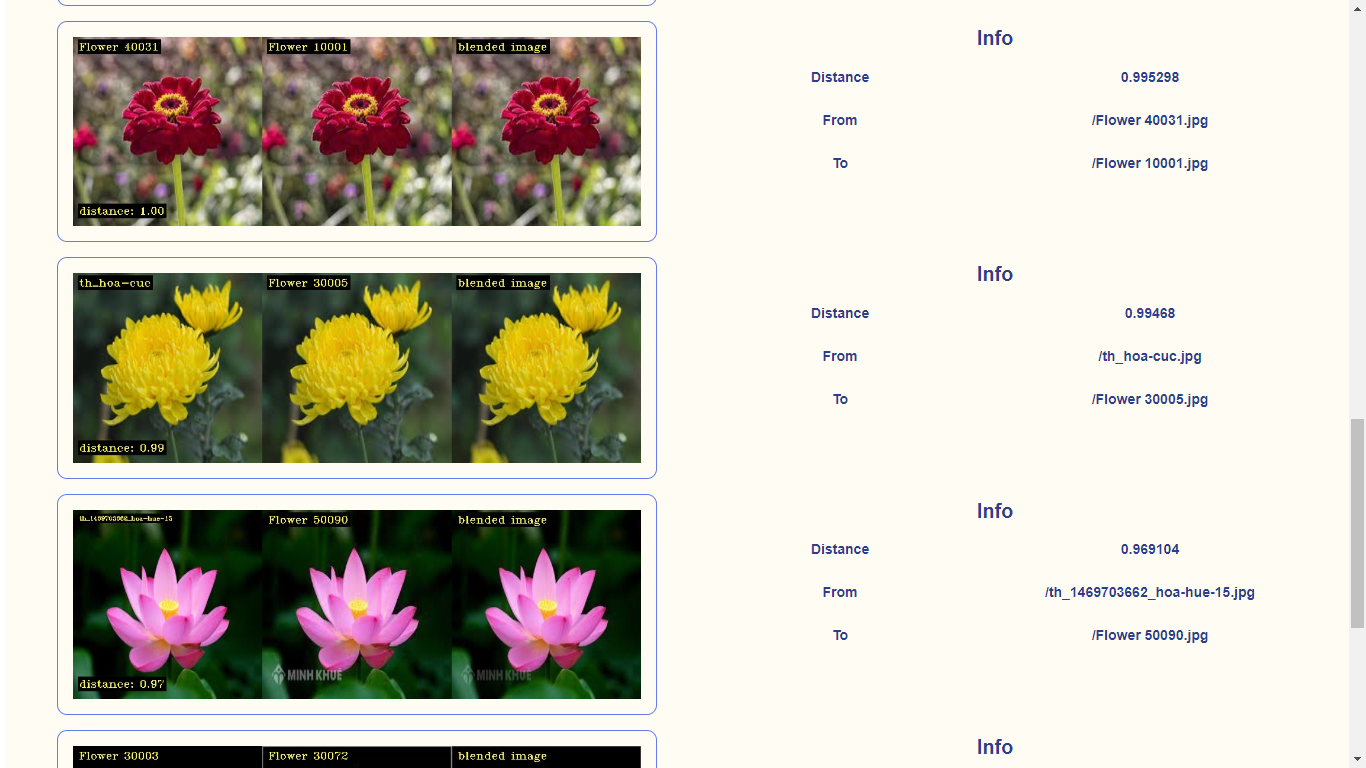 Flower 40031 Flower 10001 blended image
distance: 1.00
Info
Distance 0.995298
From /Flower 40031.jpg
To /Flower 10001.jpg
th_hoa-cuc Flower 30005 blended image
distance: 0.99
Info
Distance 0.99468
From /th_hoa-cuc.jpg
To /Flower 30005.jpg
th_1469703662_hoa-hue-15 Flower 50090 blended image
MINH KHUÊ MINH KHUÊ
distance: 0.97
Info
Distance 0.969104
From /th_1469703662_hoa-hue-15.jpg
To /Flower 50090.jpg
Flower 30003 Flower 30072 blended image
Info